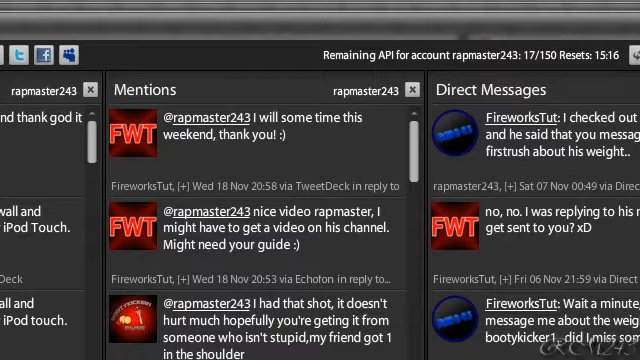 Remaining API for account rapmaster243: 17/150 Resets: 15:16
rapmaster243
nd thank god it
wall and
iPod Touch.
Deck
all and
iPod touch.
Mentions
rapmaster243
FWT
@rapmaster243 I will some time this
weekend, thank you! :)
FireworksTut, [+] Wed 18 Nov 20:58 via TweetDeck in reply to
FWT
@rapmaster243 nice video rapmaster, I
might have to get a video on his channel.
Might need your guide :)
FireworksTut, [+] Wed 18 Nov 20:53 via Echofon in reply to...
@rapmaster243 I had that shot, it doesn't
hurt much hopefully you're getting it from
someone who isn't stupid,my friend got 1
in the shoulder
Direct Messages
FireworksTut: I checked out
and he said that you messag
firstrush about his weight..
rapmaster243, [+] Sat 07 Nov 00:49 via Direct
FWT
no, no. I was replying to his r
get sent to you? xD
FireworksTut, [+] Fri 06 Nov 21:59 via Direct
FireworksTut: Wait a minute,
message me about the weigl
bootykicker1, did I miss som